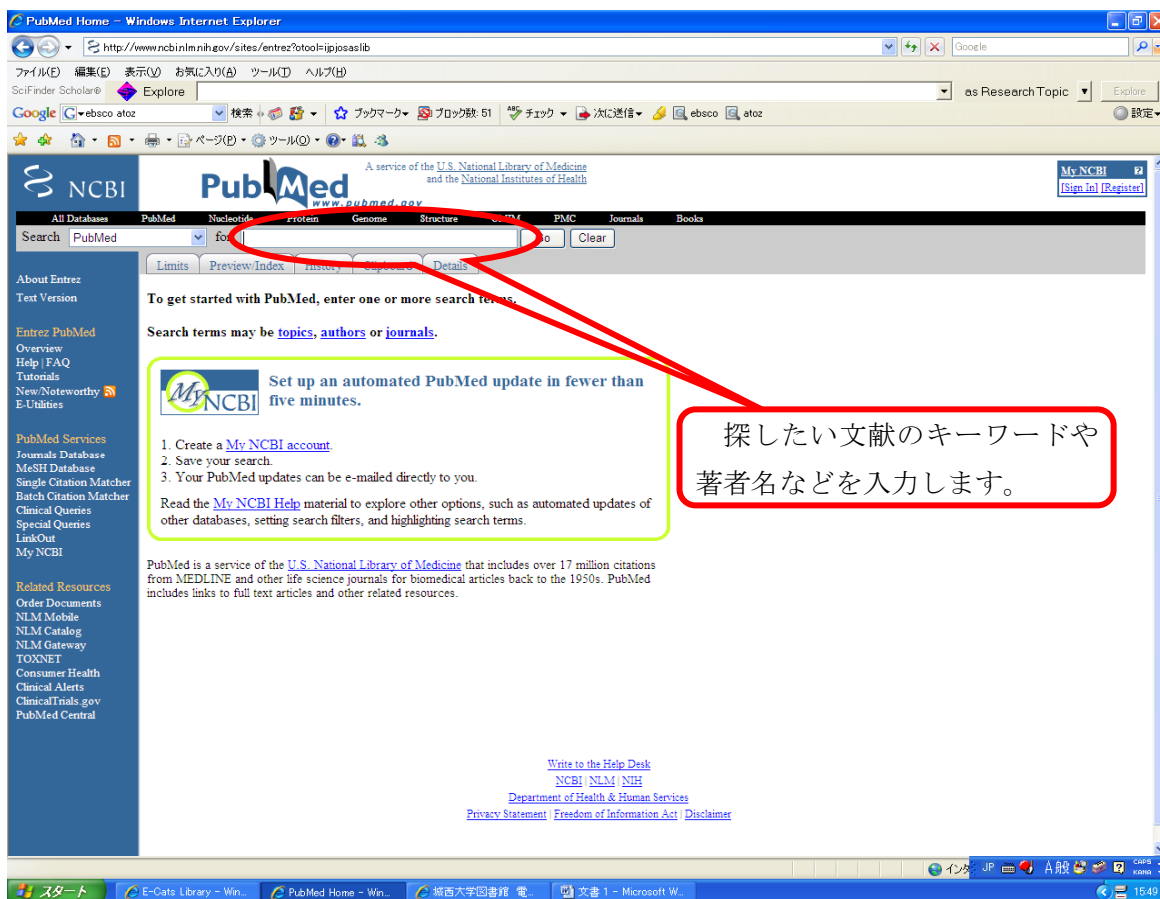 PubMed Home - Windows Internet Explorer
http://www.ncbi.nlm.nih.gov/sites/entrez?otool=ijpjosaslib
Google
ファイル(F) 編集(E) 表示(V) お気に入り(A) ツール(T) ヘルプ(H)
SciFinder Scholar® Explore as Research Topic Explore
Google ebsco atoz 検索 ブックマーク ブロック数: 51 チェック 次に送信 ebsco atoz 設定
ページ(P) ツール(O)
NCBI
PubMed
www.pubmed.gov
A service of the U.S. National Library of Medicine
and the National Institutes of Health
My NCBI
[Sign In] [Register]
All Databases PubMed Nucleotide Protein Genome Structure OMIM PMC Journals Books
Search PubMed for Go Clear
Limits Preview/Index History Clipboard Details
About Entrez
Text Version
Entrez PubMed
Overview
Help | FAQ
Tutorials
New/Noteworthy
E-Utilities
PubMed Services
Journals Database
MeSH Database
Single Citation Matcher
Batch Citation Matcher
Clinical Queries
Special Queries
LinkOut
My NCBI
Related Resources
Order Documents
NLM Mobile
NLM Catalog
NLM Gateway
TOXNET
Consumer Health
Clinical Alerts
ClinicalTrials.gov
PubMed Central
To get started with PubMed, enter one or more search terms.
Search terms may be topics, authors or journals.
My NCBI
Set up an automated PubMed update in fewer than
five minutes.
1. Create a My NCBI account.
2. Save your search.
3. Your PubMed updates can be e-mailed directly to you.
Read the My NCBI Help material to explore other options, such as automated updates of
other databases, setting search filters, and highlighting search terms.
探したい文献のキーワードや
著者名などを入力します。
PubMed is a service of the U.S. National Library of Medicine that includes over 17 million citations
from MEDLINE and other life science journals for biomedical articles back to the 1950s. PubMed
includes links to full text articles and other related resources.
Write to the Help Desk
NCBI | NLM | NIH
Department of Health & Human Services
Privacy Statement | Freedom of Information Act | Disclaimer
インタ JP A 般 CAPS KANA
スタート E-Cats Library - Win... PubMed Home - Win... 城西大学図書館 電... 文書 1 - Microsoft W... 15:49